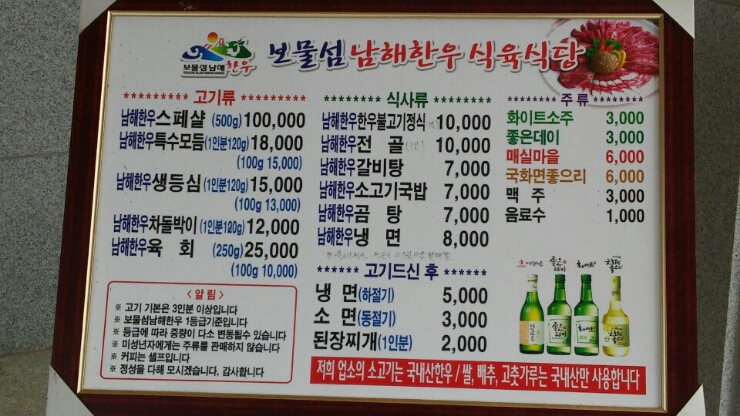 보물섬남해한우
보물섬 남해한우 식육식당
********* 고기류 *********
남해한우스페샬 (500g) 100,000
남해한우특수모듬 (1인분120g) 18,000
(100g 15,000)
남해한우생등심 (1인분120g) 15,000
(100g 13,000)
남해한우차돌박이 (1인분120g) 12,000
남해한우육 회 (250g) 25,000
(100g 10,000)
< 알 림 >
※ 고기 기본은 3인분 이상입니다
※ 보물섬남해한우 1등급기준입니다
※ 등급에 따라 중량이 다소 변동될수 있습니다
※ 미성년자에게는 주류를 판매하지 않습니다
※ 커피는 셀프입니다
※ 정성을 다해 모시겠습니다, 감사합니다
******* 식사류 *******
남해한우한우불고기정식 10,000
남해한우전 골 10,000
남해한우갈비탕 7,000
남해한우소고기국밥 7,000
남해한우곰 탕 7,000
남해한우냉 면 8,000
****** 고기드신 후 ******
냉 면(하절기) 5,000
소 면(동절기) 3,000
된장찌개(1인분) 2,000
****** 주 류 ******
화이트소주 3,000
좋은데이 3,000
매실마을 6,000
국화면좋으리 6,000
맥 주 3,000
음료수 1,000
저희 업소의 소고기는 국내산한우 / 쌀, 배추, 고춧가루는 국내산만 사용합니다